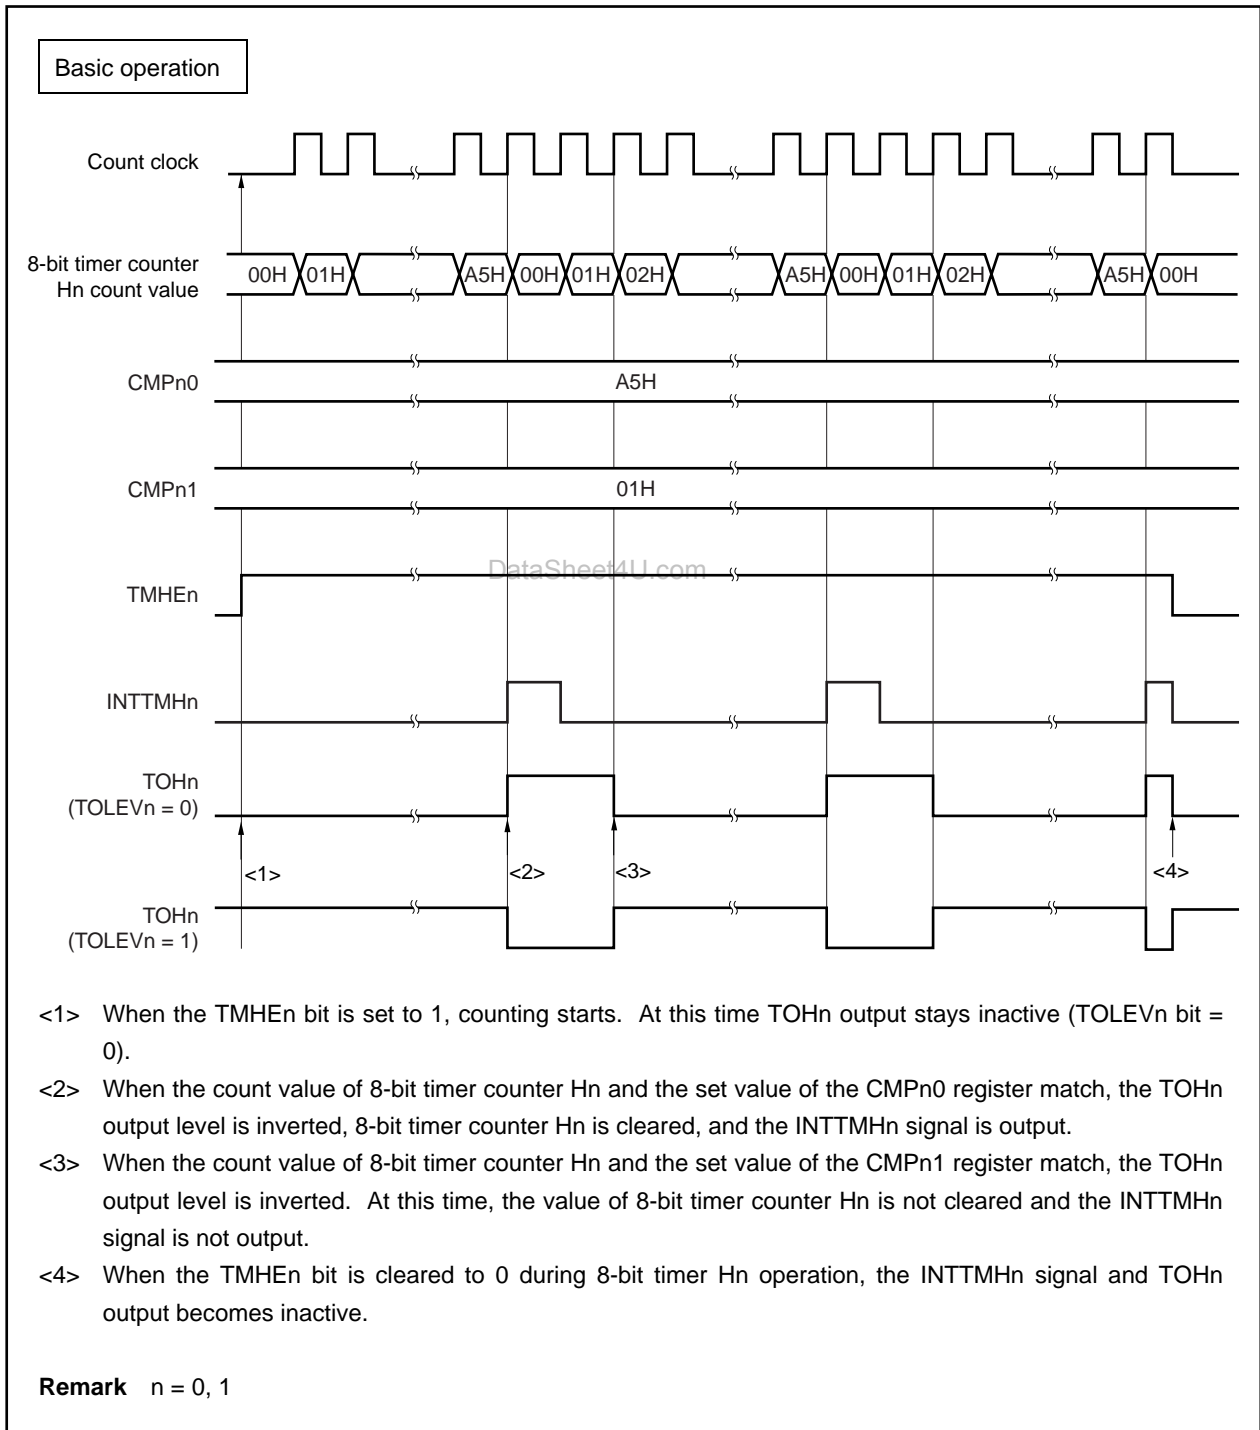 Basic operation
Count clock
8-bit timer counter
Hn count value
00H 01H A5H 00H 01H 02H A5H 00H 01H 02H A5H 00H
CMPn0
A5H
CMPn1
01H
DataSheet4U.com
TMHEn
INTTMHn
TOHn
(TOLEVn = 0)
<1> <2> <3> <4>
TOHn
(TOLEVn = 1)
<1> When the TMHEn bit is set to 1, counting starts. At this time TOHn output stays inactive (TOLEVn bit =
0).
<2> When the count value of 8-bit timer counter Hn and the set value of the CMPn0 register match, the TOHn
output level is inverted, 8-bit timer counter Hn is cleared, and the INTTMHn signal is output.
<3> When the count value of 8-bit timer counter Hn and the set value of the CMPn1 register match, the TOHn
output level is inverted. At this time, the value of 8-bit timer counter Hn is not cleared and the INTTMHn
signal is not output.
<4> When the TMHEn bit is cleared to 0 during 8-bit timer Hn operation, the INTTMHn signal and TOHn
output becomes inactive.
Remark n = 0, 1